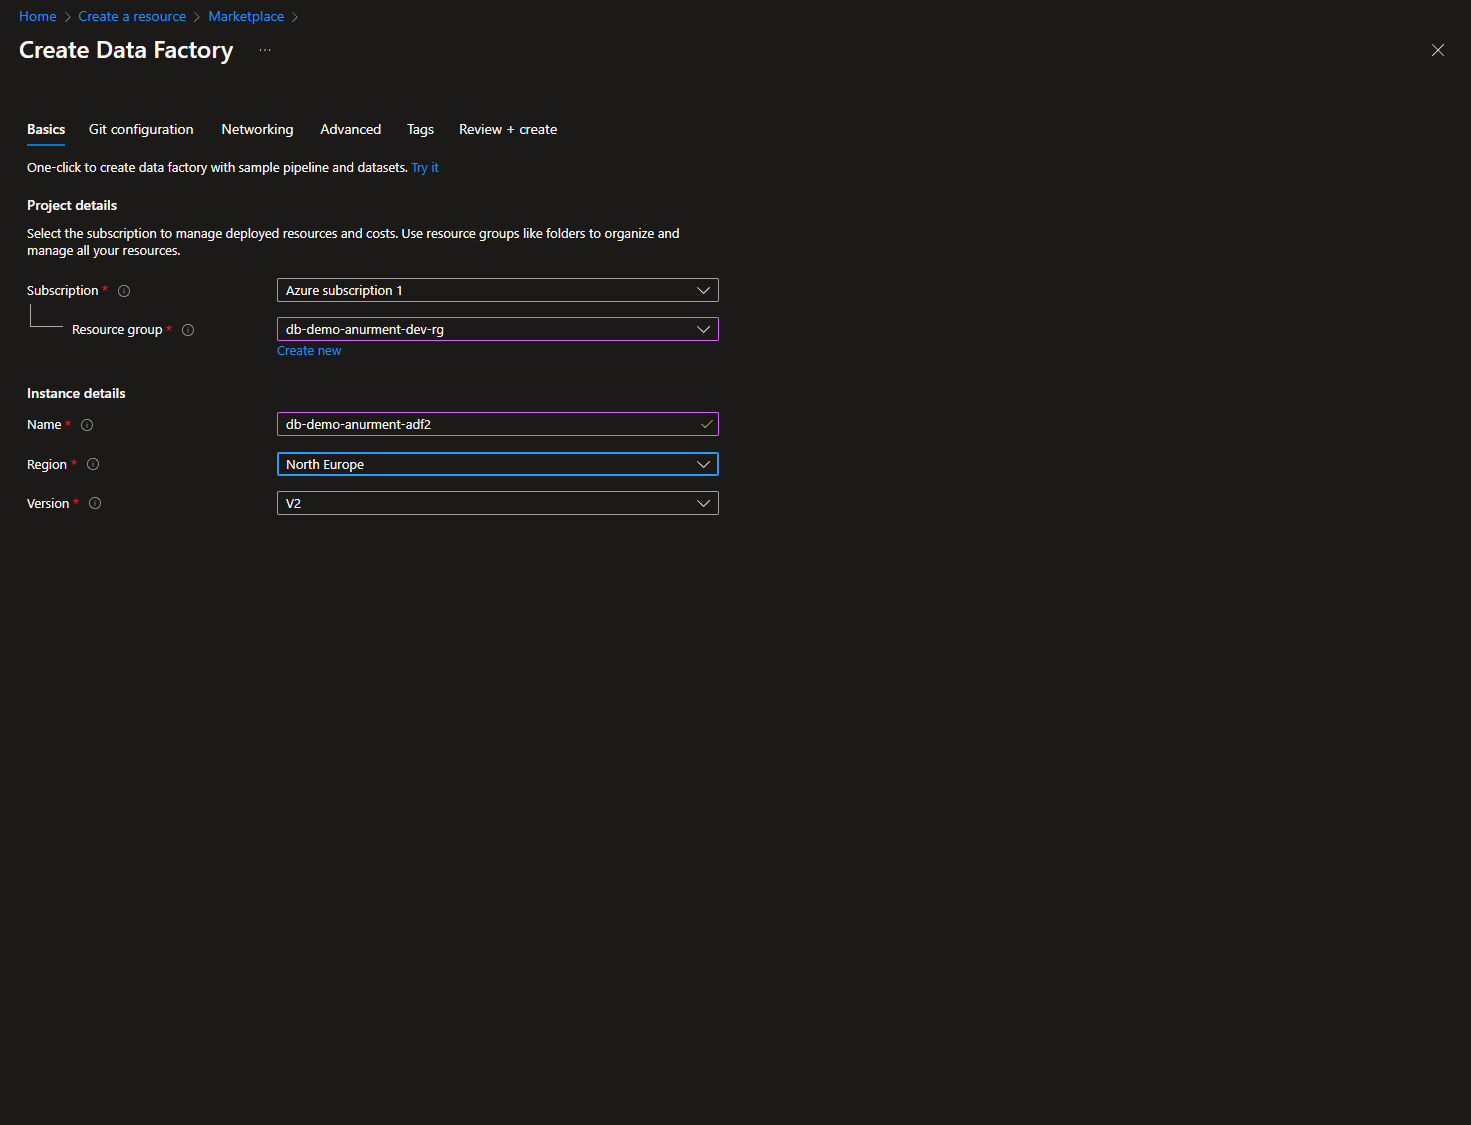 Home > Create a resource > Marketplace >
Create Data Factory ...
Basics Git configuration Networking Advanced Tags Review + create
One-click to create data factory with sample pipeline and datasets. Try it
Project details
Select the subscription to manage deployed resources and costs. Use resource groups like folders to organize and
manage all your resources.
Subscription * Azure subscription 1
Resource group * db-demo-anurment-dev-rg
Create new
Instance details
Name * db-demo-anurment-adf2
Region * North Europe
Version * V2